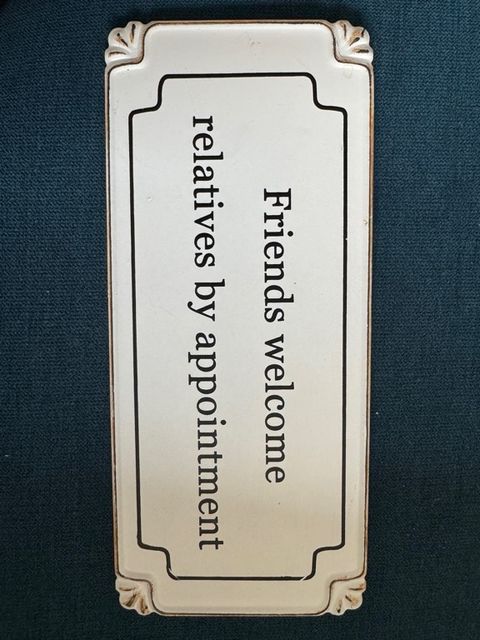 Friends welcome
relatives by appointment